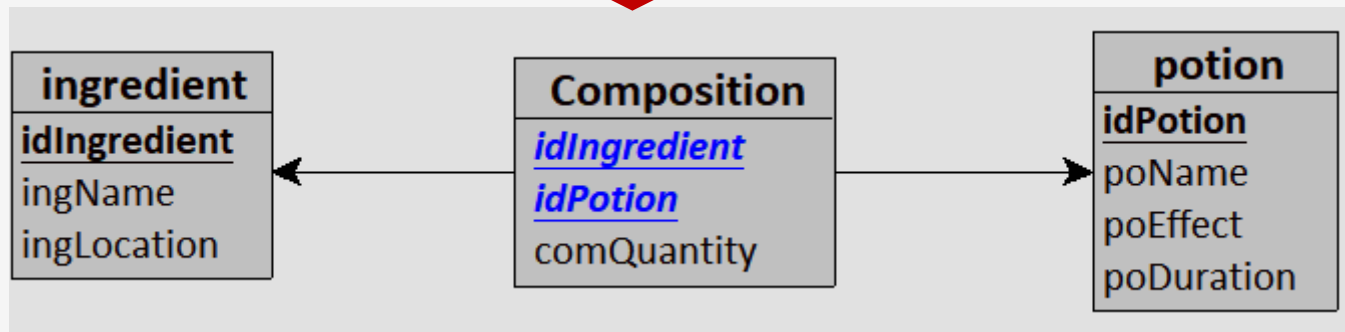 ingredient
idIngredient
ingName
ingLocation
Composition
idIngredient
idPotion
comQuantity
potion
idPotion
poName
poEffect
poDuration